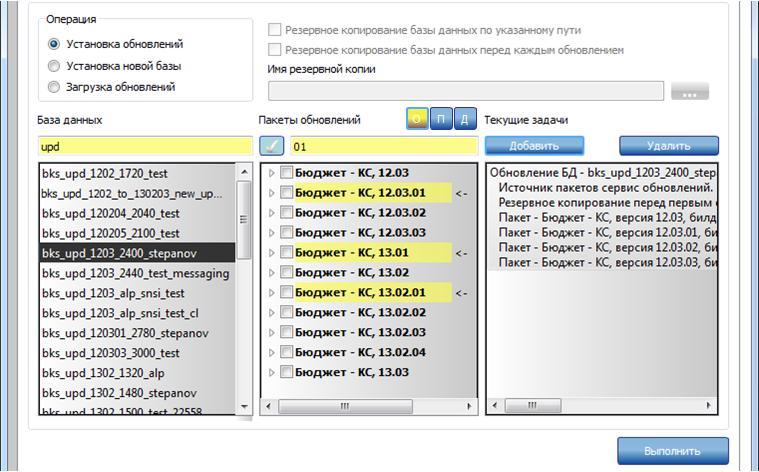 Операция
Установка обновлений
Установка новой базы
Загрузка обновлений
Резервное копирование базы данных по указанному пути
Резервное копирование базы данных перед каждым обновлением
Имя резервной копии
...
База данных
Пакеты обновлений
О
П
Д
Текущие задачи
upd
01
Добавить
Удалить
bks_upd_1202_1720_test
bks_upd_1202_to_130203_new_up...
bks_upd_120204_2040_test
bks_upd_120205_2100_test
bks_upd_1203_2400_stepanov
bks_upd_1203_2440_test_messaging
bks_upd_1203_alp_snsi_test
bks_upd_1203_alp_snsi_test_cl
bks_upd_120301_2780_stepanov
bks_upd_120303_3000_test
bks_upd_1302_1320_alp
bks_upd_1302_1480_stepanov
bks_upd_1302_1500_test_22558
Бюджет - КС, 12.03
Бюджет - КС, 12.03.01 <-
Бюджет - КС, 12.03.02
Бюджет - КС, 12.03.03
Бюджет - КС, 13.01 <-
Бюджет - КС, 13.02
Бюджет - КС, 13.02.01 <-
Бюджет - КС, 13.02.02
Бюджет - КС, 13.02.03
Бюджет - КС, 13.02.04
Бюджет - КС, 13.03
Обновление БД - bks_upd_1203_2400_step
Источник пакетов сервис обновлений.
Резервное копирование перед первым
Пакет - Бюджет - КС, версия 12.03, билд
Пакет - Бюджет - КС, версия 12.03.01, би
Пакет - Бюджет - КС, версия 12.03.02, би
Пакет - Бюджет - КС, версия 12.03.03, би
Выполнить